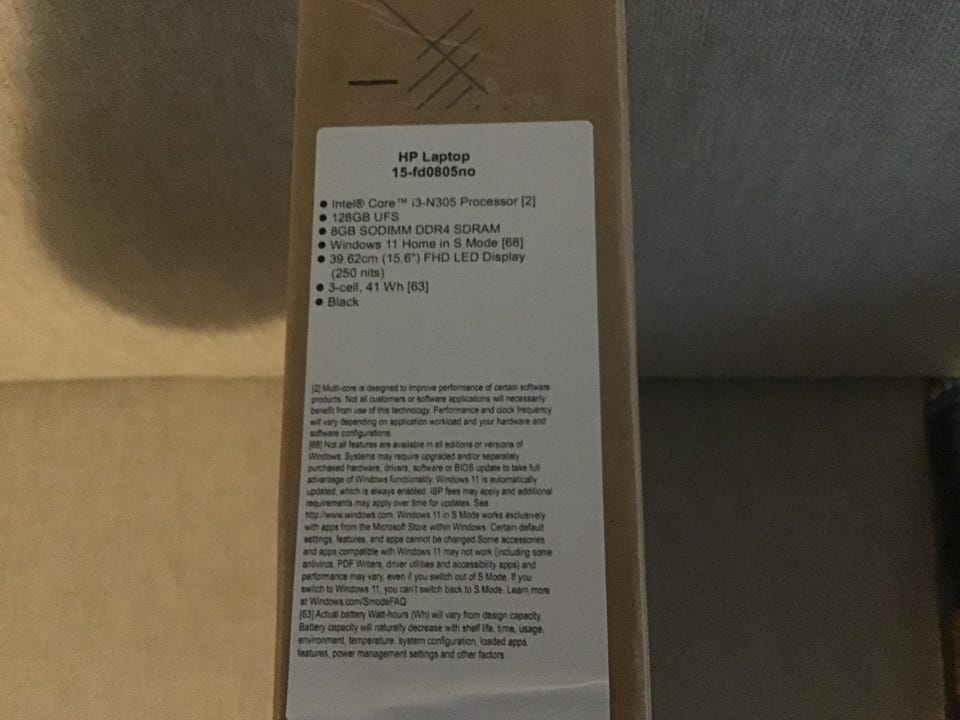 HP Laptop
15-fd0805no
● Intel® Core™ i3-N305 Processor [2]
● 128GB UFS
● 8GB SODIMM DDR4 SDRAM
● Windows 11 Home in S Mode [68]
● 39.62cm (15.6") FHD LED Display
(250 nits)
● 3-cell, 41 Wh [63]
● Black
[2] Multi-core is designed to improve performance of certain software
products. Not all customers or software applications will necessarily
benefit from use of this technology. Performance and clock frequency
will vary depending on application workload and your hardware and
software configurations.
[68] Not all features are available in all editions or versions of
Windows. Systems may require upgraded and/or separately
purchased hardware, drivers, software or BIOS update to take full
advantage of Windows functionality. Windows 11 is automatically
updated, which is always enabled. ISP fees may apply and additional
requirements may apply over time for updates. See
http://www.windows.com. Windows 11 in S Mode works exclusively
with apps from the Microsoft Store within Windows. Certain default
settings, features, and apps cannot be changed.Some accessories
and apps compatible with Windows 11 may not work (including some
antivirus, PDF Writers, driver utilities and accessibility apps) and
performance may vary, even if you switch out of S Mode. If you
switch to Windows 11, you can't switch back to S Mode. Learn more
at Windows.com/SmodeFAQ
[63] Actual battery Watt-hours (Wh) will vary from design capacity.
Battery capacity will naturally decrease with shelf life, time, usage,
environment, temperature, system configuration, loaded apps,
features, power management settings and other factors.